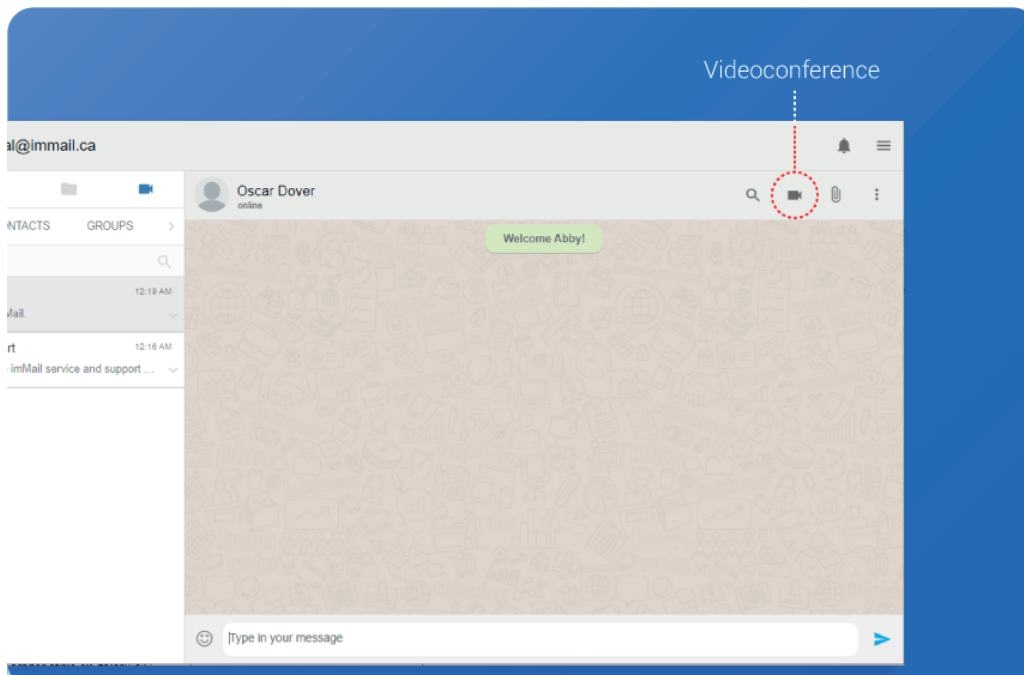 Videoconference
al@immail.ca
Oscar Dover
online
NTACTS
GROUPS
Welcome Abby!
12:19 AM
Mail.
rt
12:16 AM
imMail service and support ...
Type in your message